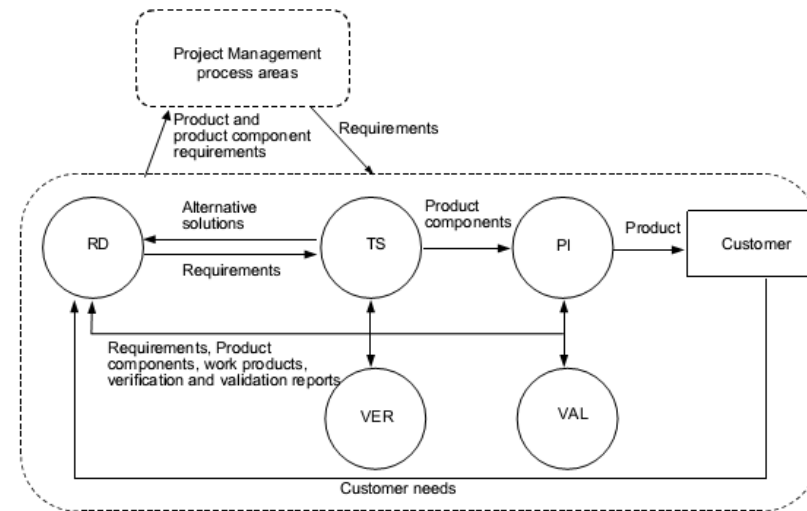 Project Management
process areas
Product and
product component
requirements
Requirements
Alternative
solutions
Product
components
Product
RD
TS
PI
Customer
Requirements
Requirements, Product
components, work products,
verification and validation reports
VER
VAL
Customer needs